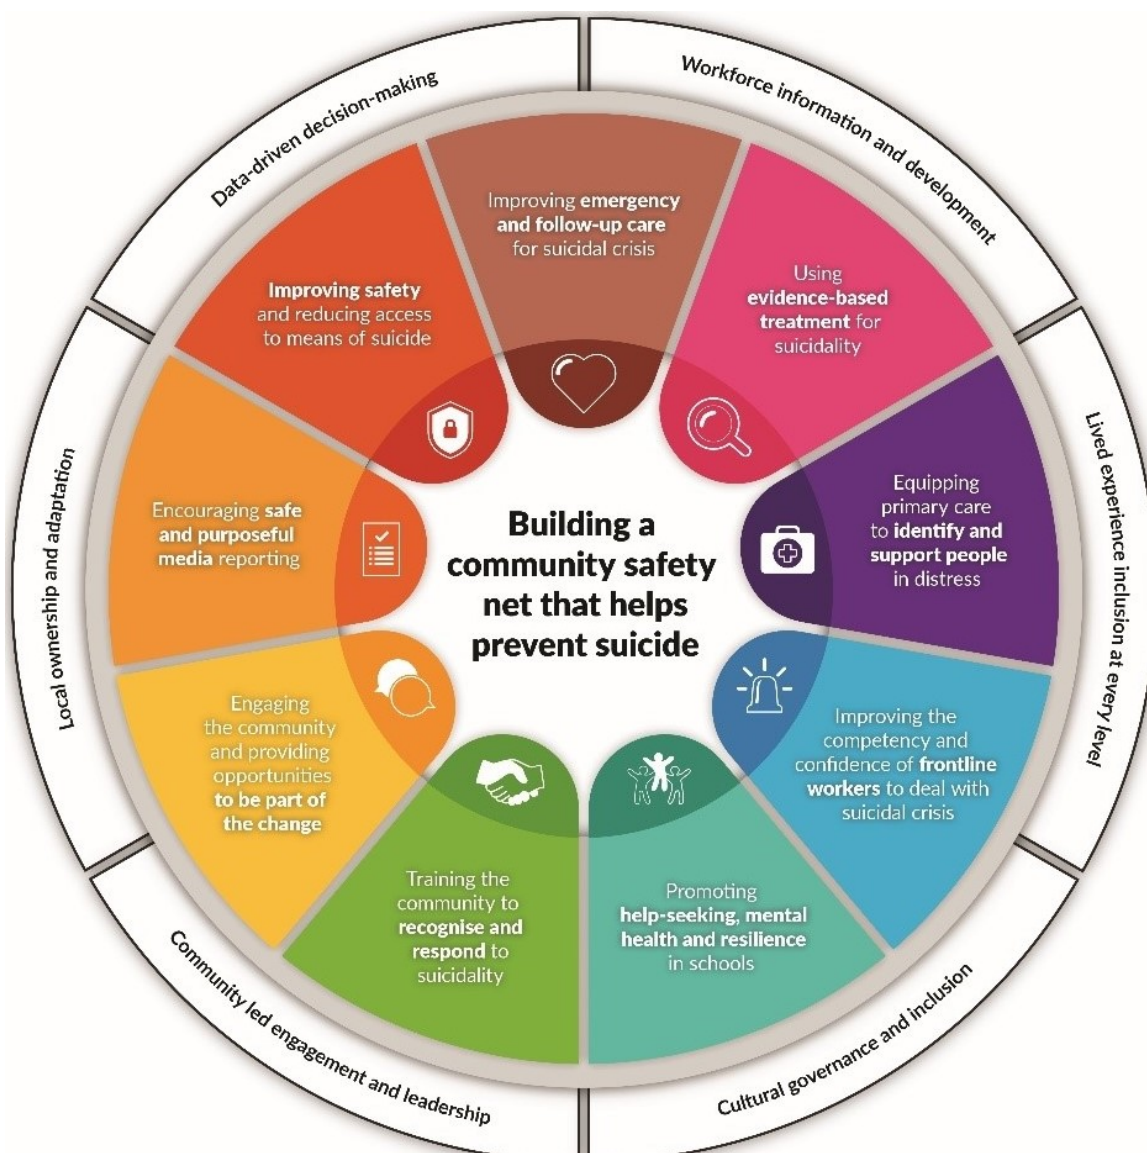 Data-driven decision-making
Workforce information and development
Lived experience inclusion at every level
Cultural governance and inclusion
Community led engagement and leadership
Local ownership and adaptation
Improving emergency
and follow-up care
for suicidal crisis
Using
evidence-based
treatment for
suicidality
Equipping
primary care
to identify and
support people
in distress
Improving the
competency and
confidence of frontline
workers to deal with
suicidal crisis
Promoting
help-seeking, mental
health and resilience
in schools
Training the
community to
recognise and
respond to
suicidality
Engaging
the community
and providing
opportunities
to be part of
the change
Encouraging safe
and purposeful
media reporting
Improving safety
and reducing access
to means of suicide
Building a
community safety
net that helps
prevent suicide